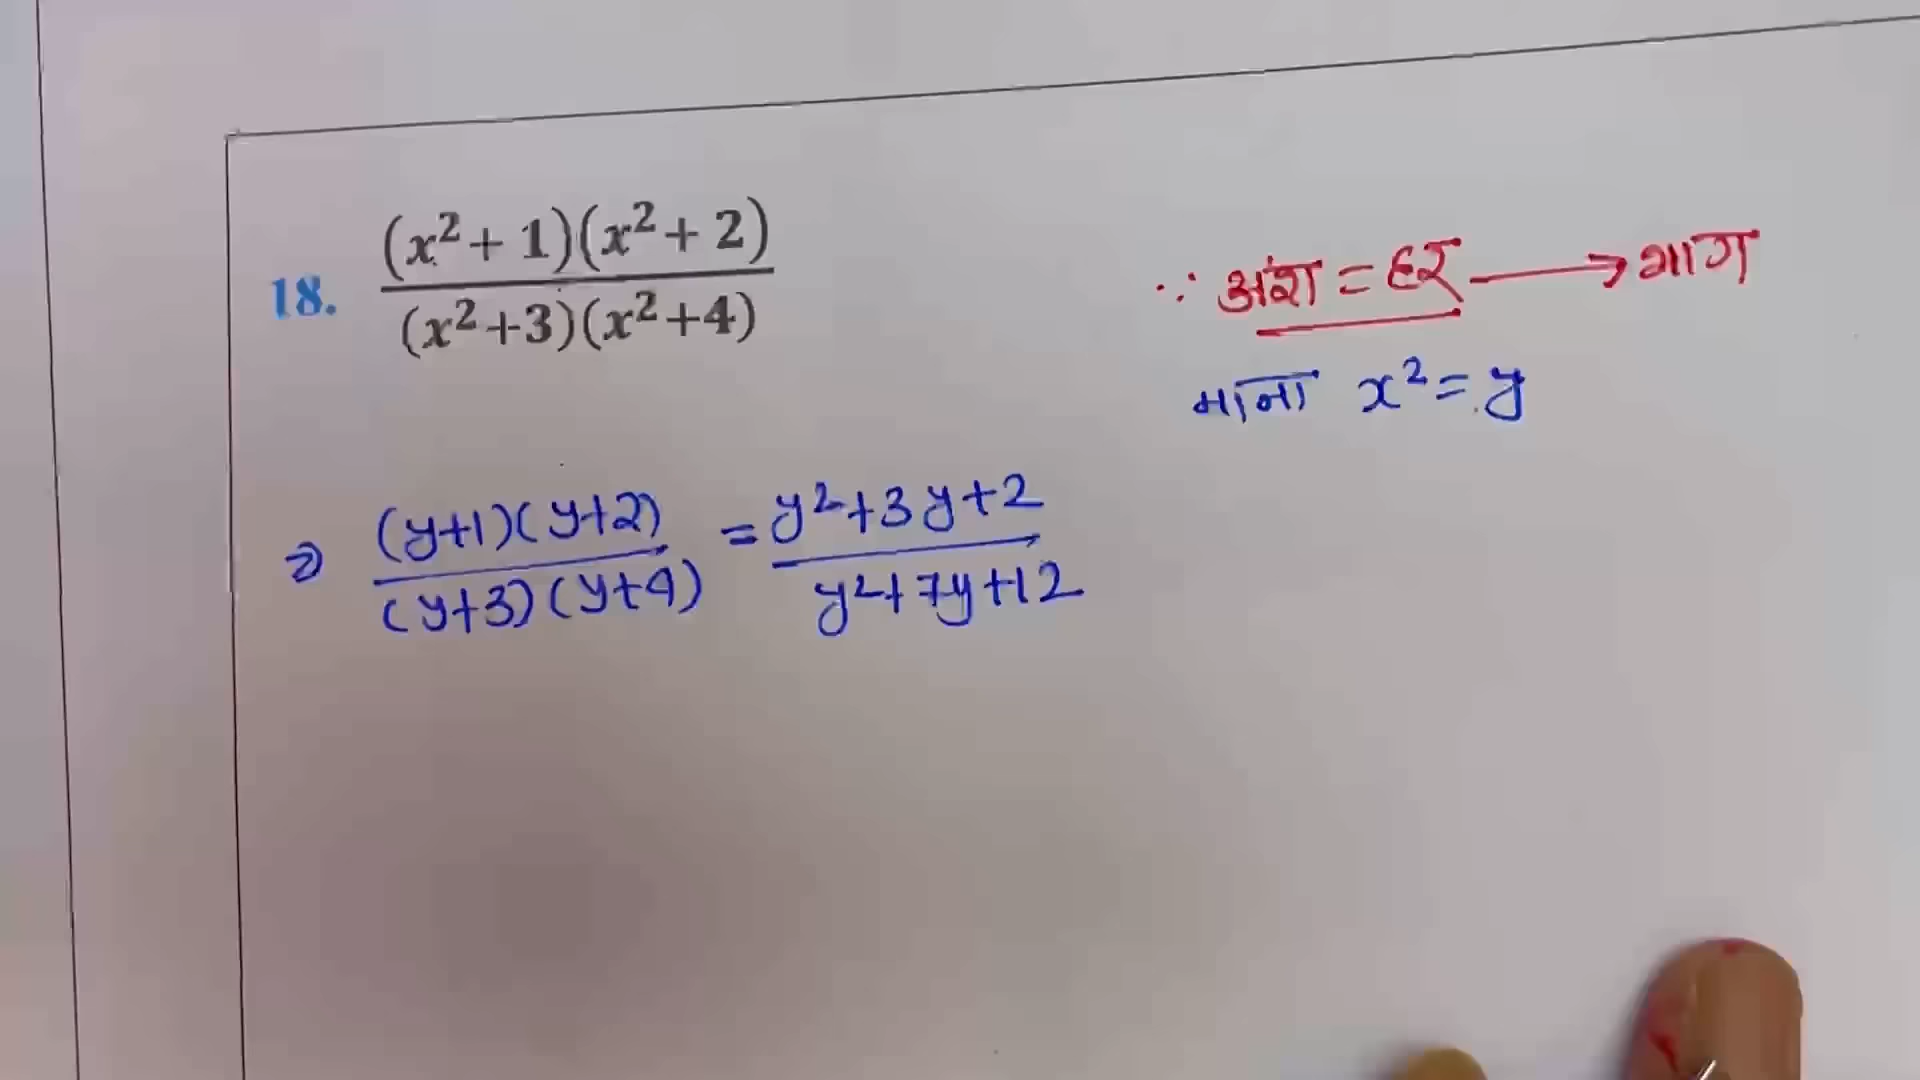 18. (x²+ 1)(x²+ 2) / (x²+3)(x²+4)
∵ अंश = हर → भाग
माना x² = y
⇒ (y+1)(y+2) / (y+3)(y+4) = y²+3y+2 / y²+7y+12